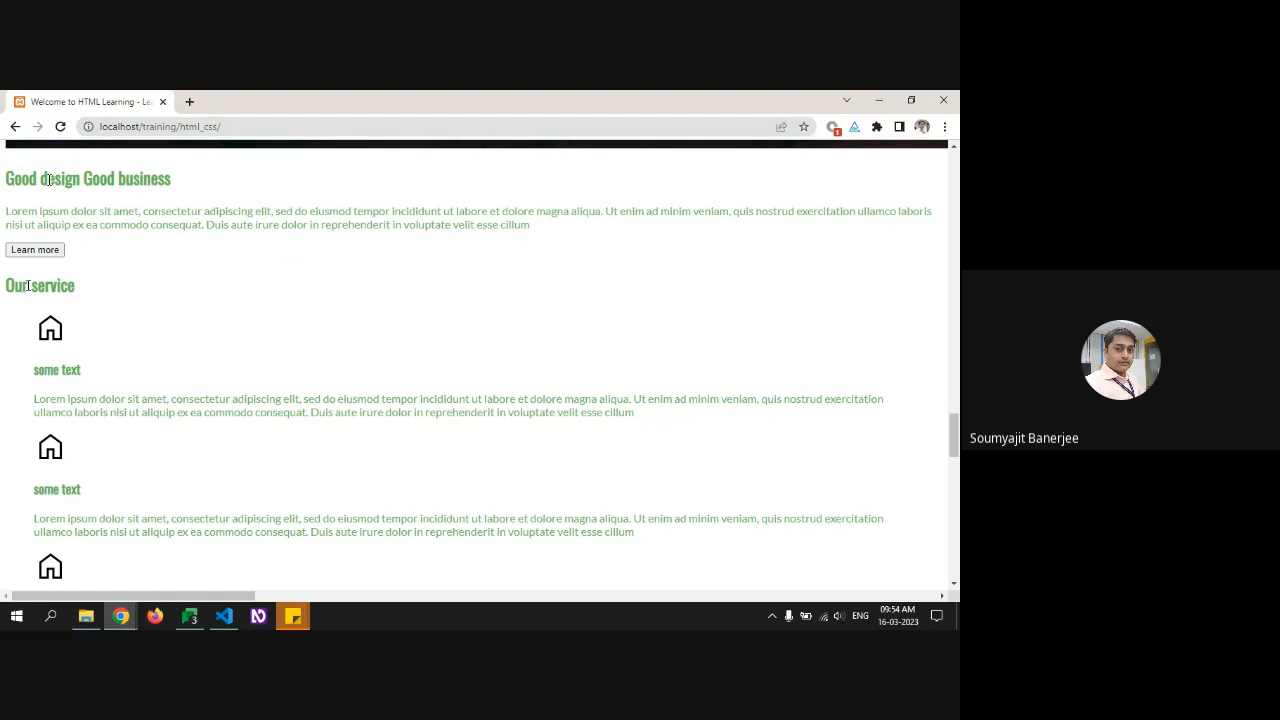 Welcome to HTML Learning - Le
localhost/training/html_css/
1
Good design Good business
Lorem ipsum dolor sit amet, consectetur adipiscing elit, sed do eiusmod tempor incididunt ut labore et dolore magna aliqua. Ut enim ad minim veniam, quis nostrud exercitation ullamco laboris
nisi ut aliquip ex ea commodo consequat. Duis aute irure dolor in reprehenderit in voluptate velit esse cillum
Learn more
Our service
some text
Lorem ipsum dolor sit amet, consectetur adipiscing elit, sed do eiusmod tempor incididunt ut labore et dolore magna aliqua. Ut enim ad minim veniam, quis nostrud exercitation
ullamco laboris nisi ut aliquip ex ea commodo consequat. Duis aute irure dolor in reprehenderit in voluptate velit esse cillum
some text
Lorem ipsum dolor sit amet, consectetur adipiscing elit, sed do eiusmod tempor incididunt ut labore et dolore magna aliqua. Ut enim ad minim veniam, quis nostrud exercitation
ullamco laboris nisi ut aliquip ex ea commodo consequat. Duis aute irure dolor in reprehenderit in voluptate velit esse cillum
ENG
09:54 AM
16-03-2023
Soumyajit Banerjee